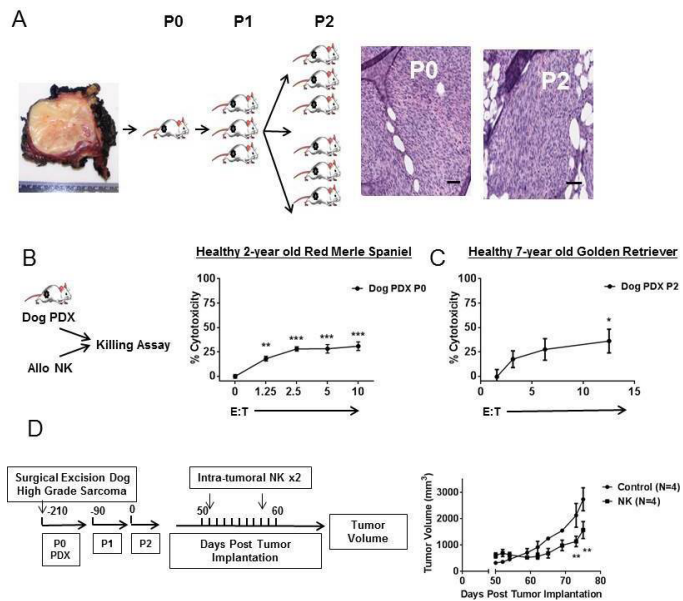 A
P0
P1
P2
P0
P2
B
Dog PDX
Allo NK
Killing Assay
Healthy 2-year old Red Merle Spaniel
% Cytotoxicity
100
75
50
25
0
Dog PDX P0
**
***
***
***
0
1.25
2.5
5
10
E:T
C
Healthy 7-year old Golden Retriever
% Cytotoxicity
100
75
50
25
0
Dog PDX P2
*
0
5
10
15
E:T
D
Surgical Excision Dog
High Grade Sarcoma
-210
-90
0
P0
PDX
P1
P2
Intra-tumoral NK x2
50
60
Days Post Tumor
Implantation
Tumor
Volume
Tumor Volume (mm³)
3000
2000
1000
0
Control (N=4)
NK (N=4)
**
**
0
50
60
70
80
Days Post Tumor Implantation